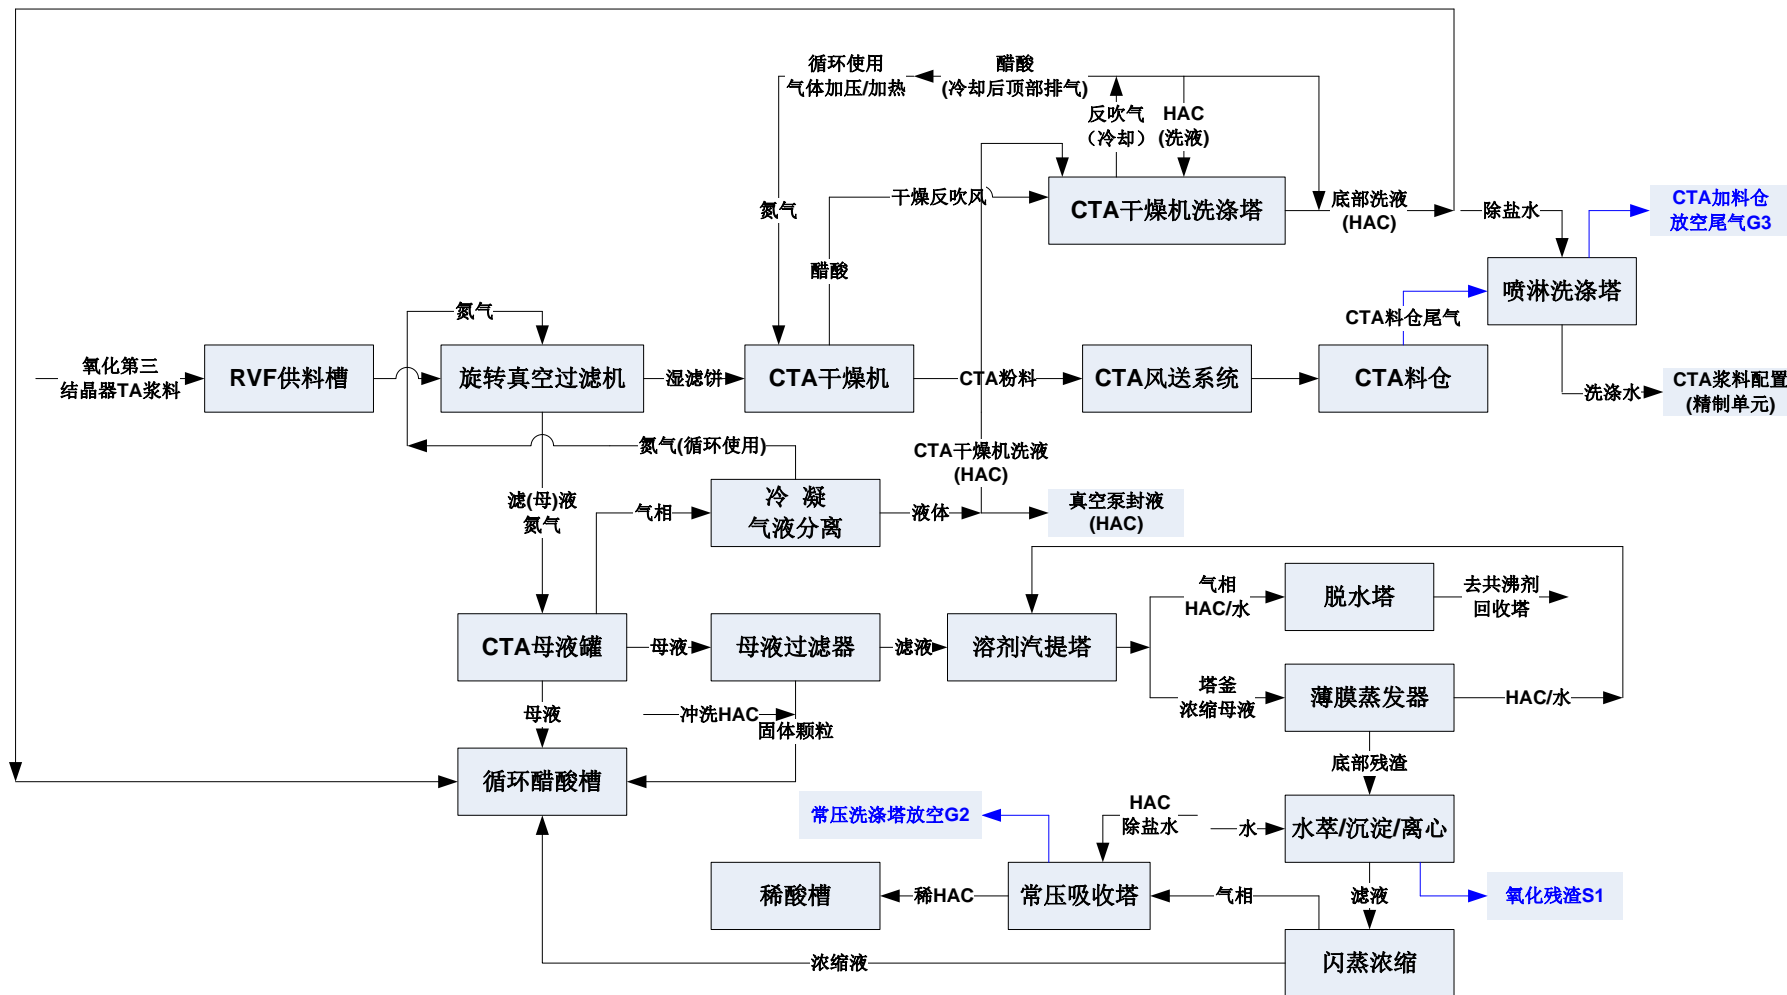 循环使用
气体加压/加热
醋酸
(冷却后顶部排气)
反吹气
（冷却）
HAC
(洗液)
干燥反吹风
CTA干燥机洗涤塔
底部洗液
(HAC)
除盐水
CTA加料仓
放空尾气G3
氮气
醋酸
喷淋洗涤塔
氮气
CTA料仓尾气
氧化第三
结晶器TA浆料
RVF供料槽
旋转真空过滤机
湿滤饼
CTA干燥机
CTA粉料
CTA风送系统
CTA料仓
洗涤水
CTA浆料配置
(精制单元)
氮气(循环使用)
CTA干燥机洗液
(HAC)
滤(母)液
氮气
气相
冷 凝
气液分离
液体
真空泵封液
(HAC)
气相
HAC/水
脱水塔
去共沸剂
回收塔
CTA母液罐
母液
母液过滤器
滤液
溶剂汽提塔
塔釜
浓缩母液
薄膜蒸发器
HAC/水
母液
冲洗HAC
固体颗粒
循环醋酸槽
底部残渣
常压洗涤塔放空G2
HAC
除盐水
水
水萃/沉淀/离心
稀酸槽
稀HAC
常压吸收塔
气相
滤液
氧化残渣S1
浓缩液
闪蒸浓缩